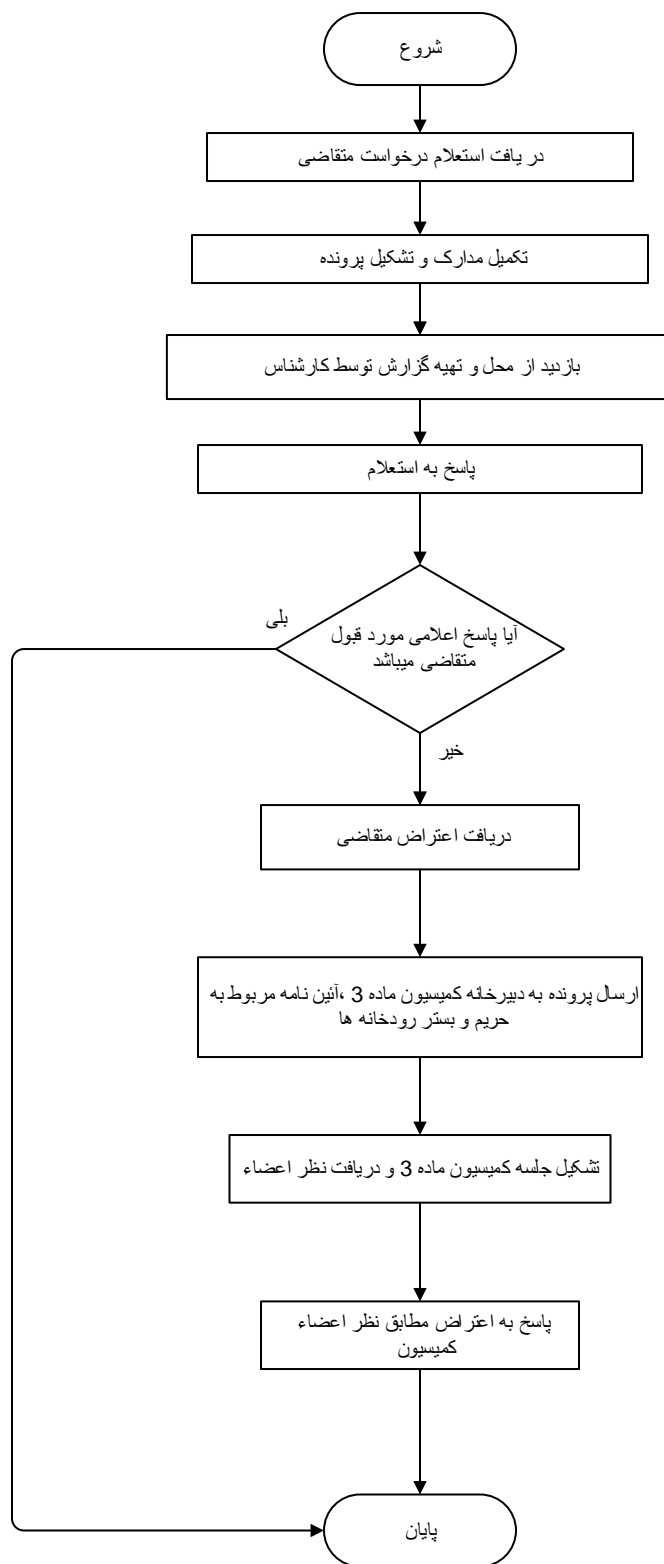 شروع
در یافت استعلام درخواست متقاضی
تکمیل مدارک و تشکیل پرونده
بازدید از محل و تهیه گزارش توسط کارشناس
پاسخ به استعلام
آیا پاسخ اعلامی مورد قبول
متقاضی میباشد
بلی
خیر
دریافت اعتراض متقاضی
ارسال پرونده به دبیرخانه کمیسیون ماده 3 ،آئین نامه مربوط به
حریم و بستر رودخانه ها
تشکیل جلسه کمیسیون ماده 3 و دریافت نظر اعضاء
پاسخ به اعتراض مطابق نظر اعضاء
کمیسیون
پایان